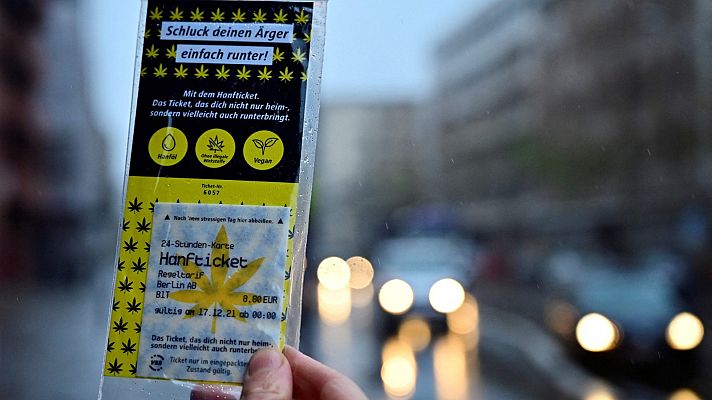 Schluck deinen Ärger
einfach runter!
Mit dem Hanfticket.
Das Ticket, das dich nicht nur heim-,
sondern vielleicht auch runterbringt.
Hanföl
Ohne illegale
Wirkstoffe
Vegan
Ticket-Nr.
6057
▲ Nach 'nem stressigen Tag hier abbeißen. ▲
24-Stunden-Karte
Hanfticket
Regeltarif
Berlin AB
BIT 8,80 EUR
gültig am 17.12.21 ab 00:00
Das Ticket, das dich nicht nur heim-,
sondern vielleicht auch runterbringt.
VBB
Ticket nur im eingepackten
Zustand gültig.